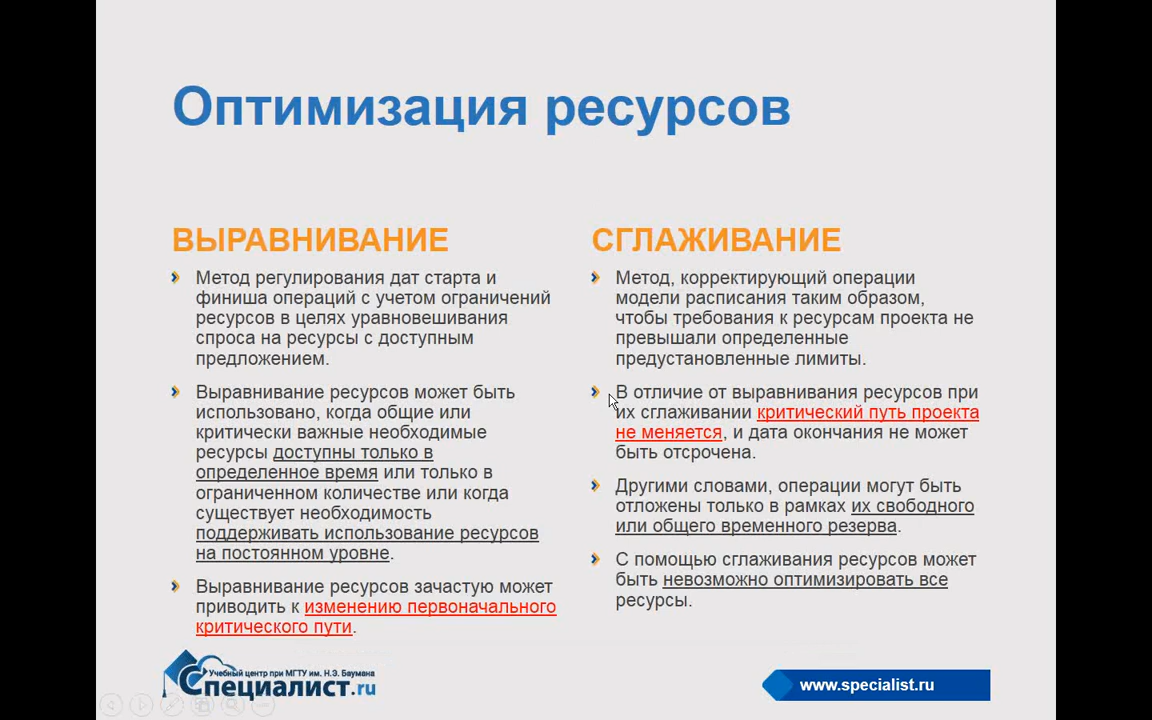 Оптимизация ресурсов
ВЫРАВНИВАНИЕ
Метод регулирования дат старта и
финиша операций с учетом ограничений
ресурсов в целях уравновешивания
спроса на ресурсы с доступным
предложением.
Выравнивание ресурсов может быть
использовано, когда общие или
критически важные необходимые
ресурсы доступны только в
определенное время или только в
ограниченном количестве или когда
существует необходимость
поддерживать использование ресурсов
на постоянном уровне.
Выравнивание ресурсов зачастую может
приводить к изменению первоначального
критического пути.
СГЛАЖИВАНИЕ
Метод, корректирующий операции
модели расписания таким образом,
чтобы требования к ресурсам проекта не
превышали определенные
предустановленные лимиты.
В отличие от выравнивания ресурсов при
их сглаживании критический путь проекта
не меняется, и дата окончания не может
быть отсрочена.
Другими словами, операции могут быть
отложены только в рамках их свободного
или общего временного резерва.
С помощью сглаживания ресурсов может
быть невозможно оптимизировать все
ресурсы.
Учебный центр при МГТУ им. Н.Э. Баумана
Специалист.ru
www.specialist.ru